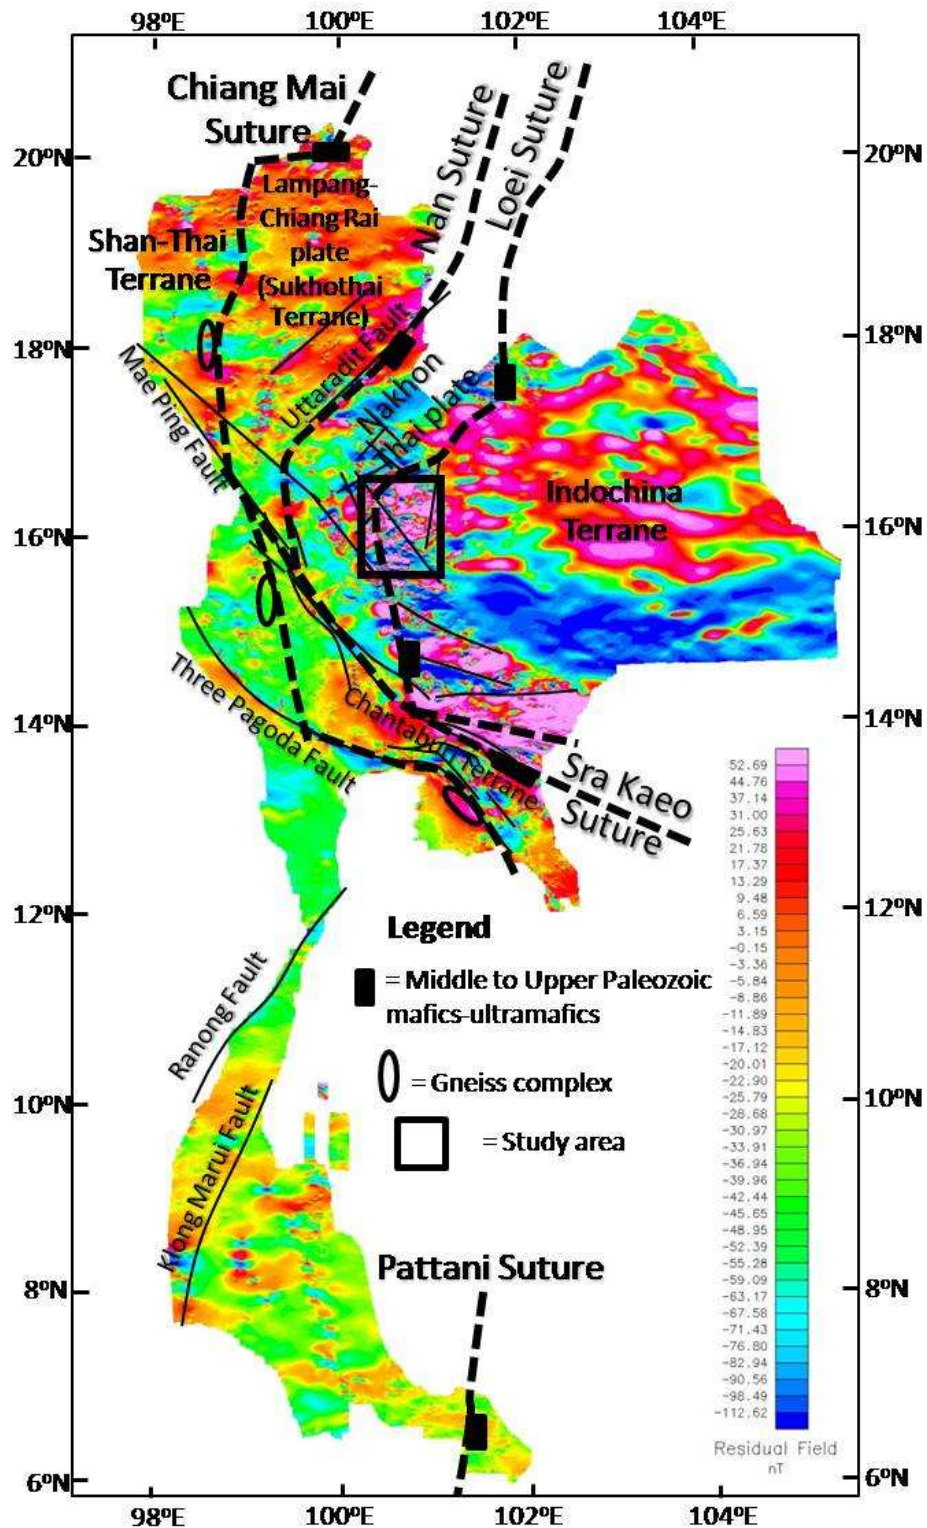 98ºE
100ºE
102ºE
104ºE
Chiang Mai
Suture
Nan Suture
Loei Suture
20ºN
20ºN
Lampang-
Chiang Rai
plate
(Sukhothai
Terrane)
Shan-Thai
Terrane
18ºN
18ºN
Mae Ping Fault
Uttaradit Fault
Nakhon
Thai plate
Indochina
Terrane
16ºN
16ºN
Three Pagoda Fault
14ºN
14ºN
Chantaburi Terrane
Sra Kaeo
Suture
12ºN
12ºN
Legend
= Middle to Upper Paleozoic
mafics-ultramafics
= Gneiss complex
= Study area
Ranong Fault
10ºN
10ºN
Klong Marui Fault
Pattani Suture
8ºN
8ºN
6ºN
6ºN
52.69
44.76
37.14
31.00
25.63
21.78
17.37
13.29
9.48
6.59
3.15
-0.15
-3.36
-5.84
-8.86
-11.89
-14.83
-17.12
-20.01
-22.90
-25.79
-28.68
-30.97
-33.91
-36.94
-39.96
-42.44
-45.65
-48.95
-52.39
-55.28
-59.09
-63.17
-67.58
-71.43
-76.80
-82.94
-90.56
-98.49
-112.62
Residual Field
nT
98ºE
100ºE
102ºE
104ºE